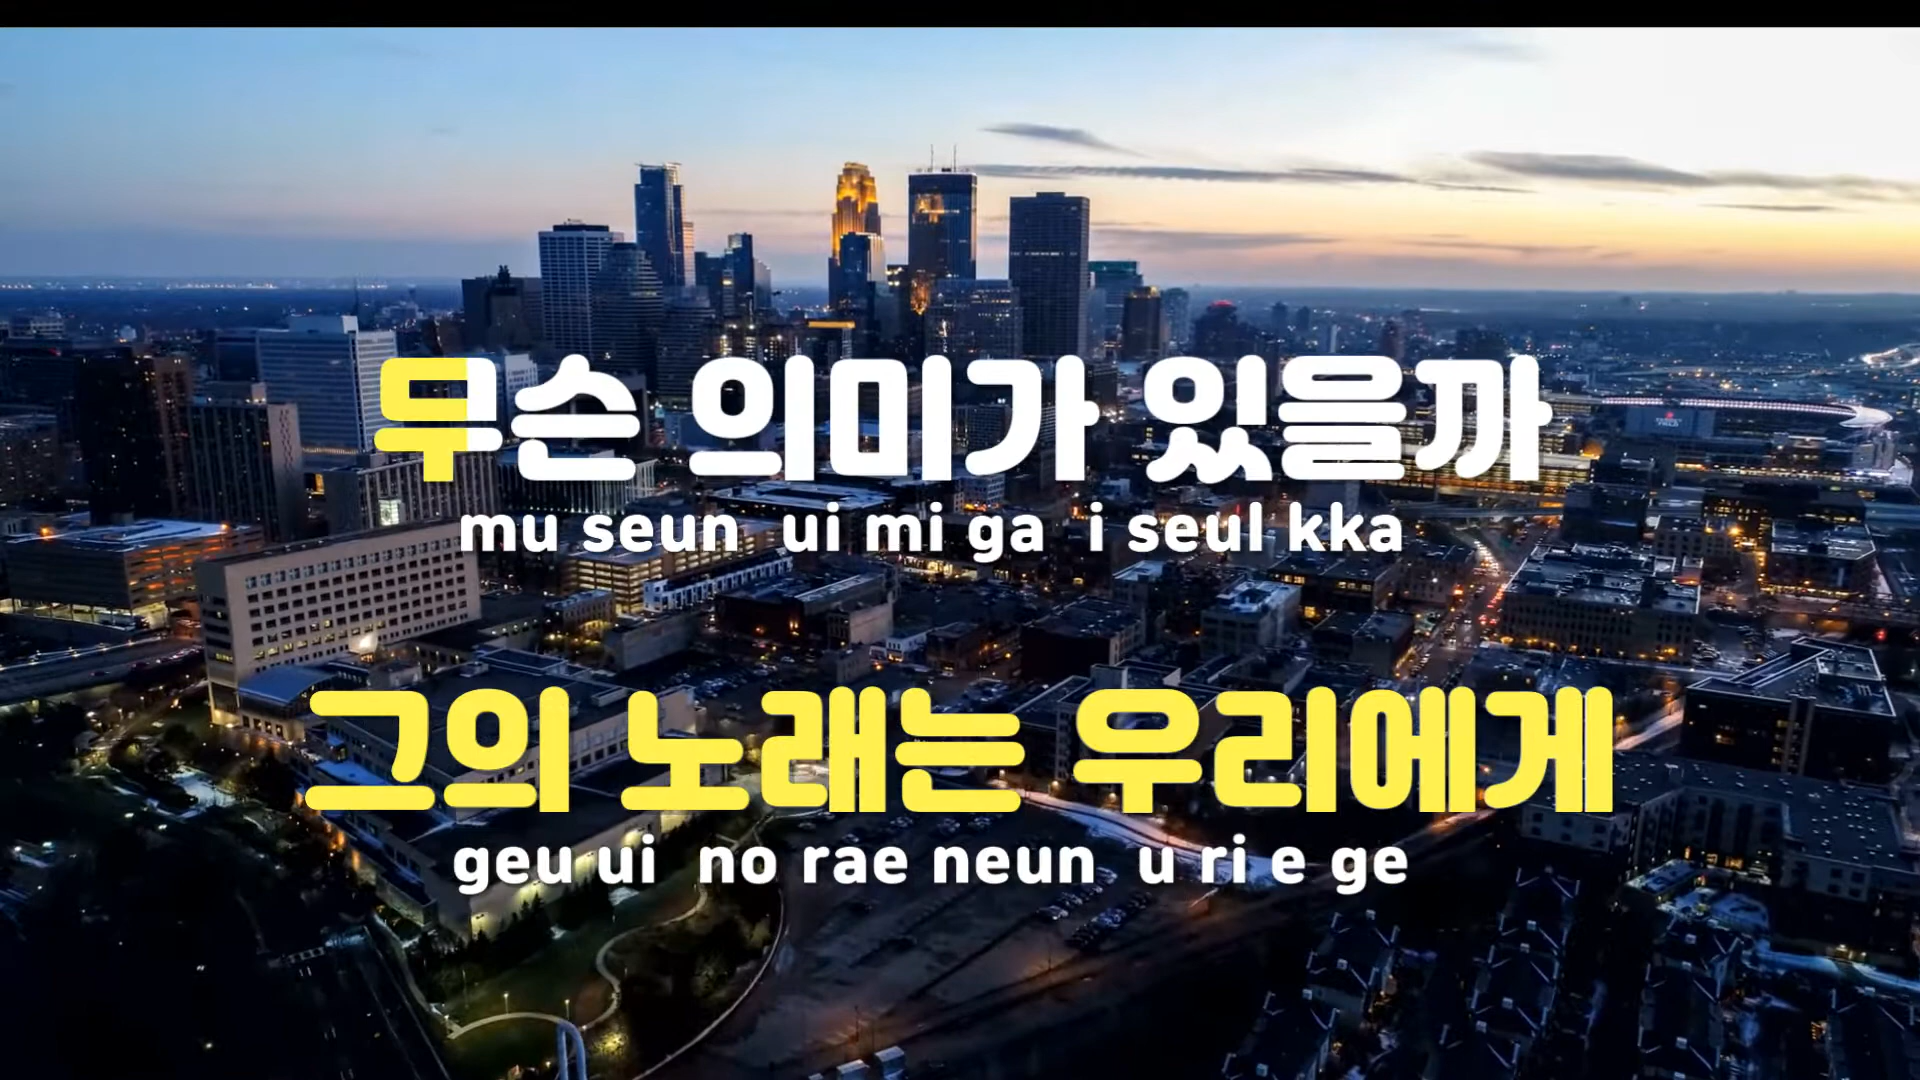 무슨 의미가 있을까
mu seun ui mi ga i seul kka
그의 노래는 우리에게
geu ui no rae neun u ri e ge